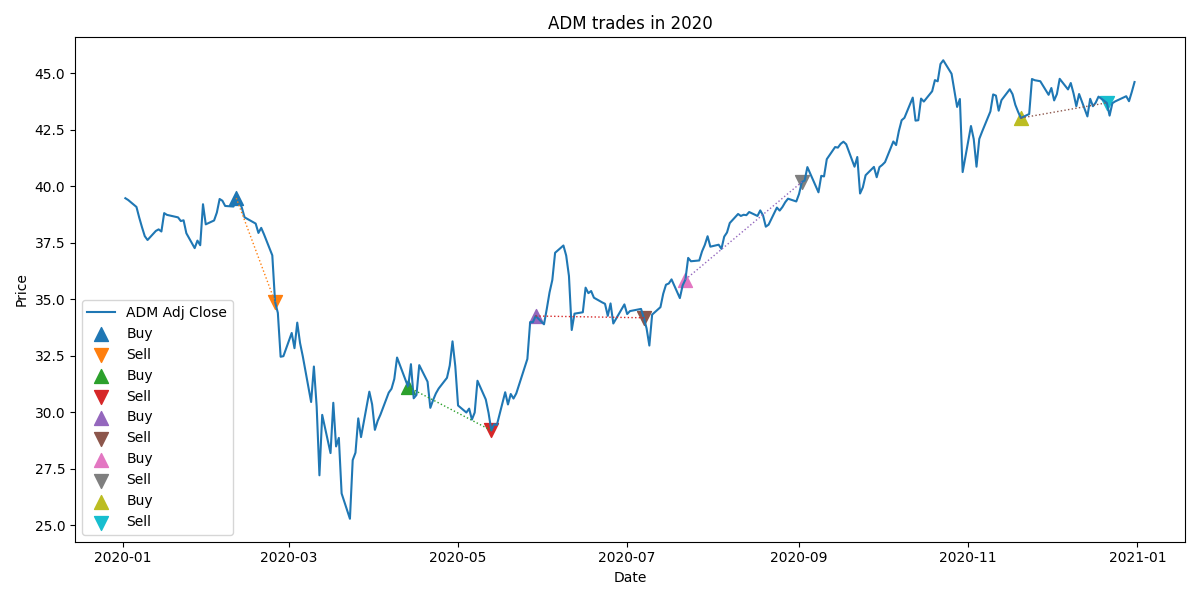 ADM trades in 2020
Price
45.0
42.5
40.0
37.5
35.0
32.5
30.0
27.5
25.0
ADM Adj Close
Buy
Sell
Buy
Sell
Buy
Sell
Buy
Sell
Buy
Sell
2020-01 2020-03 2020-05 2020-07 2020-09 2020-11 2021-01
Date